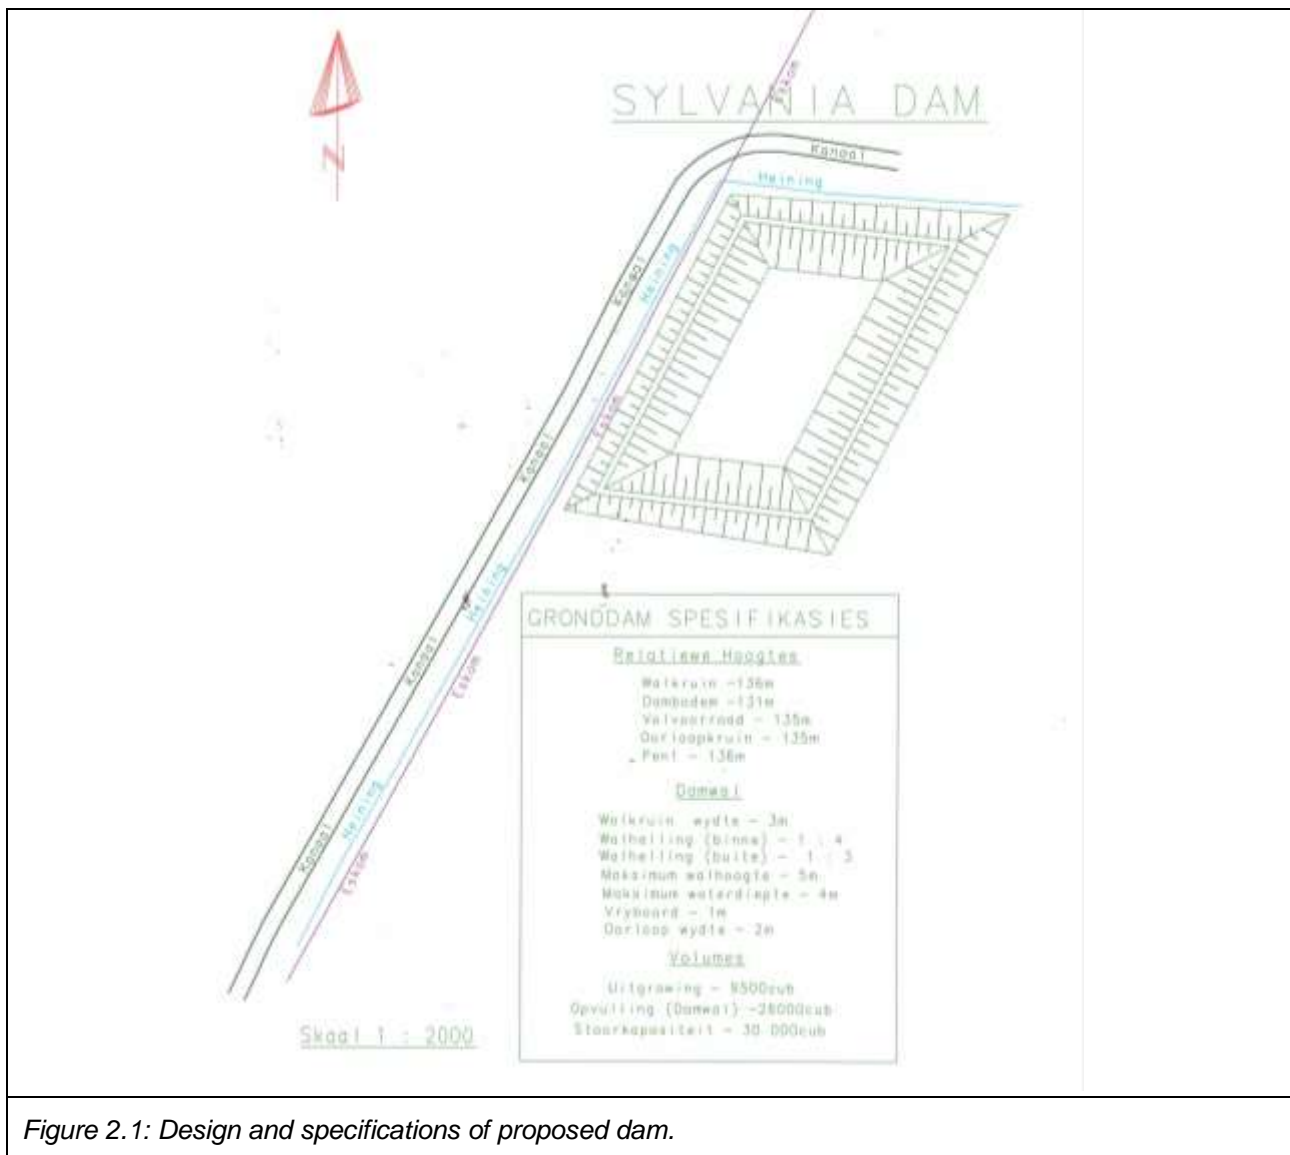 N
SYLVANIA DAM
Eskom
Kanaal
Heining
Heining
Kanaal
Eskom
Kanaal
Heining
Kanaal
Eskom
Heining
Kanaal
Eskom
GRONDDAM SPESIFIKASIES
Relatiewe Hoogtes
Walkruin -136m
Dambodem -131m
Volvoorraad - 135m
Oorloopkruin - 135m
Penl - 136m
Damwal
Walkruin wydte - 3m
Walhelling (binne) - 1 : 4
Walhelling (buite) - 1 : 3
Maksimum walhoogte - 5m
Maksimum waterdiepte - 4m
Vryboord - 1m
Oorloop wydte - 2m
Volumes
Uitgrawing - 9500cub
Opvulling (Damwal) -28000cub
Stoorkapasiteit - 30 000cub
Skaal 1 : 2000
Figure 2.1: Design and specifications of proposed dam.